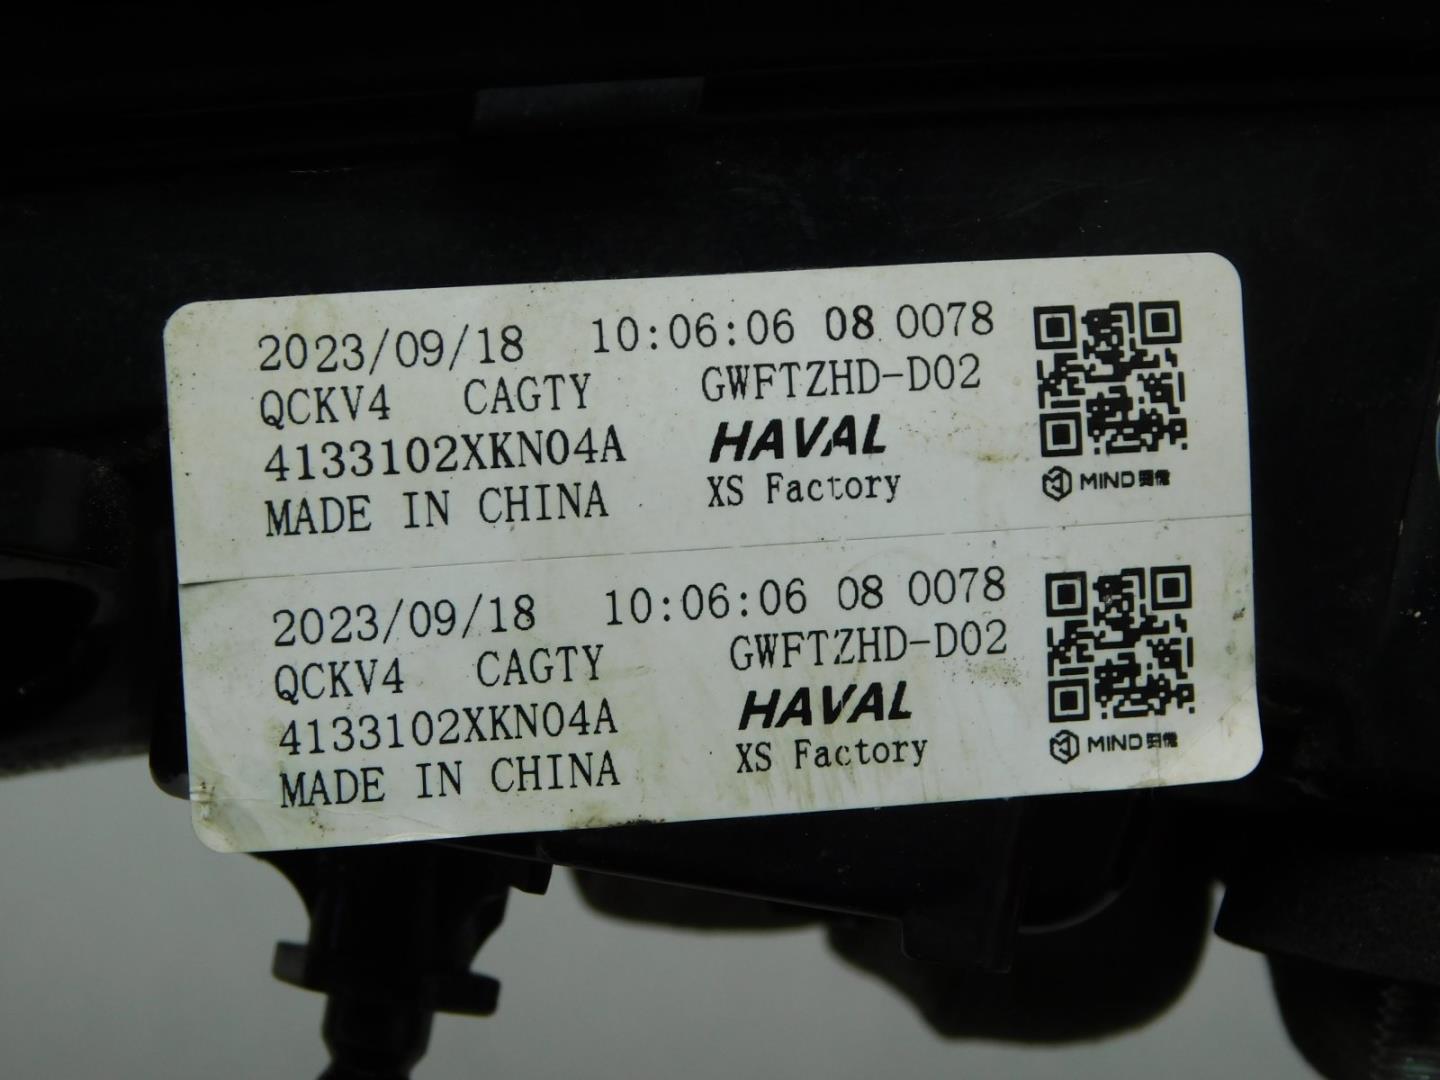 2023/09/18 10:06:06 08 0078
QCKV4 CAGTY GWFTZHD-D02
4133102XKN04A HAVAL
MADE IN CHINA XS Factory
MIND
2023/09/18 10:06:06 08 0078
QCKV4 CAGTY GWFTZHD-D02
4133102XKN04A HAVAL
MADE IN CHINA XS Factory
MIND